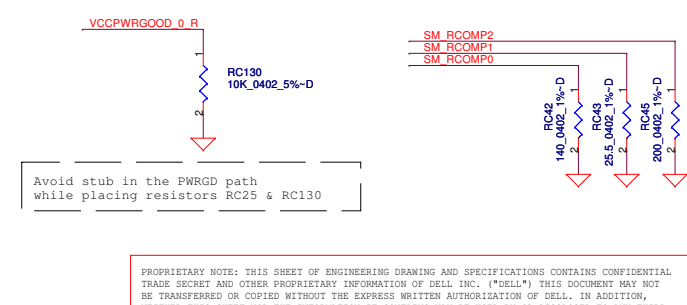 VCCPWRGOOD_0_R
1
RC130
10K_0402_5%~D
2
SM_RCOMP2
SM_RCOMP1
SM_RCOMP0
1
RC42
140_0402_1%~D
2
1
RC43
25.5_0402_1%~D
2
1
RC45
200_0402_1%~D
2
Avoid stub in the PWRGD path
while placing resistors RC25 & RC130
PROPRIETARY NOTE: THIS SHEET OF ENGINEERING DRAWING AND SPECIFICATIONS CONTAINS CONFIDENTIAL
TRADE SECRET AND OTHER PROPRIETARY INFORMATION OF DELL INC. ("DELL") THIS DOCUMENT MAY NOT
BE TRANSFERRED OR COPIED WITHOUT THE EXPRESS WRITTEN AUTHORIZATION OF DELL. IN ADDITION,